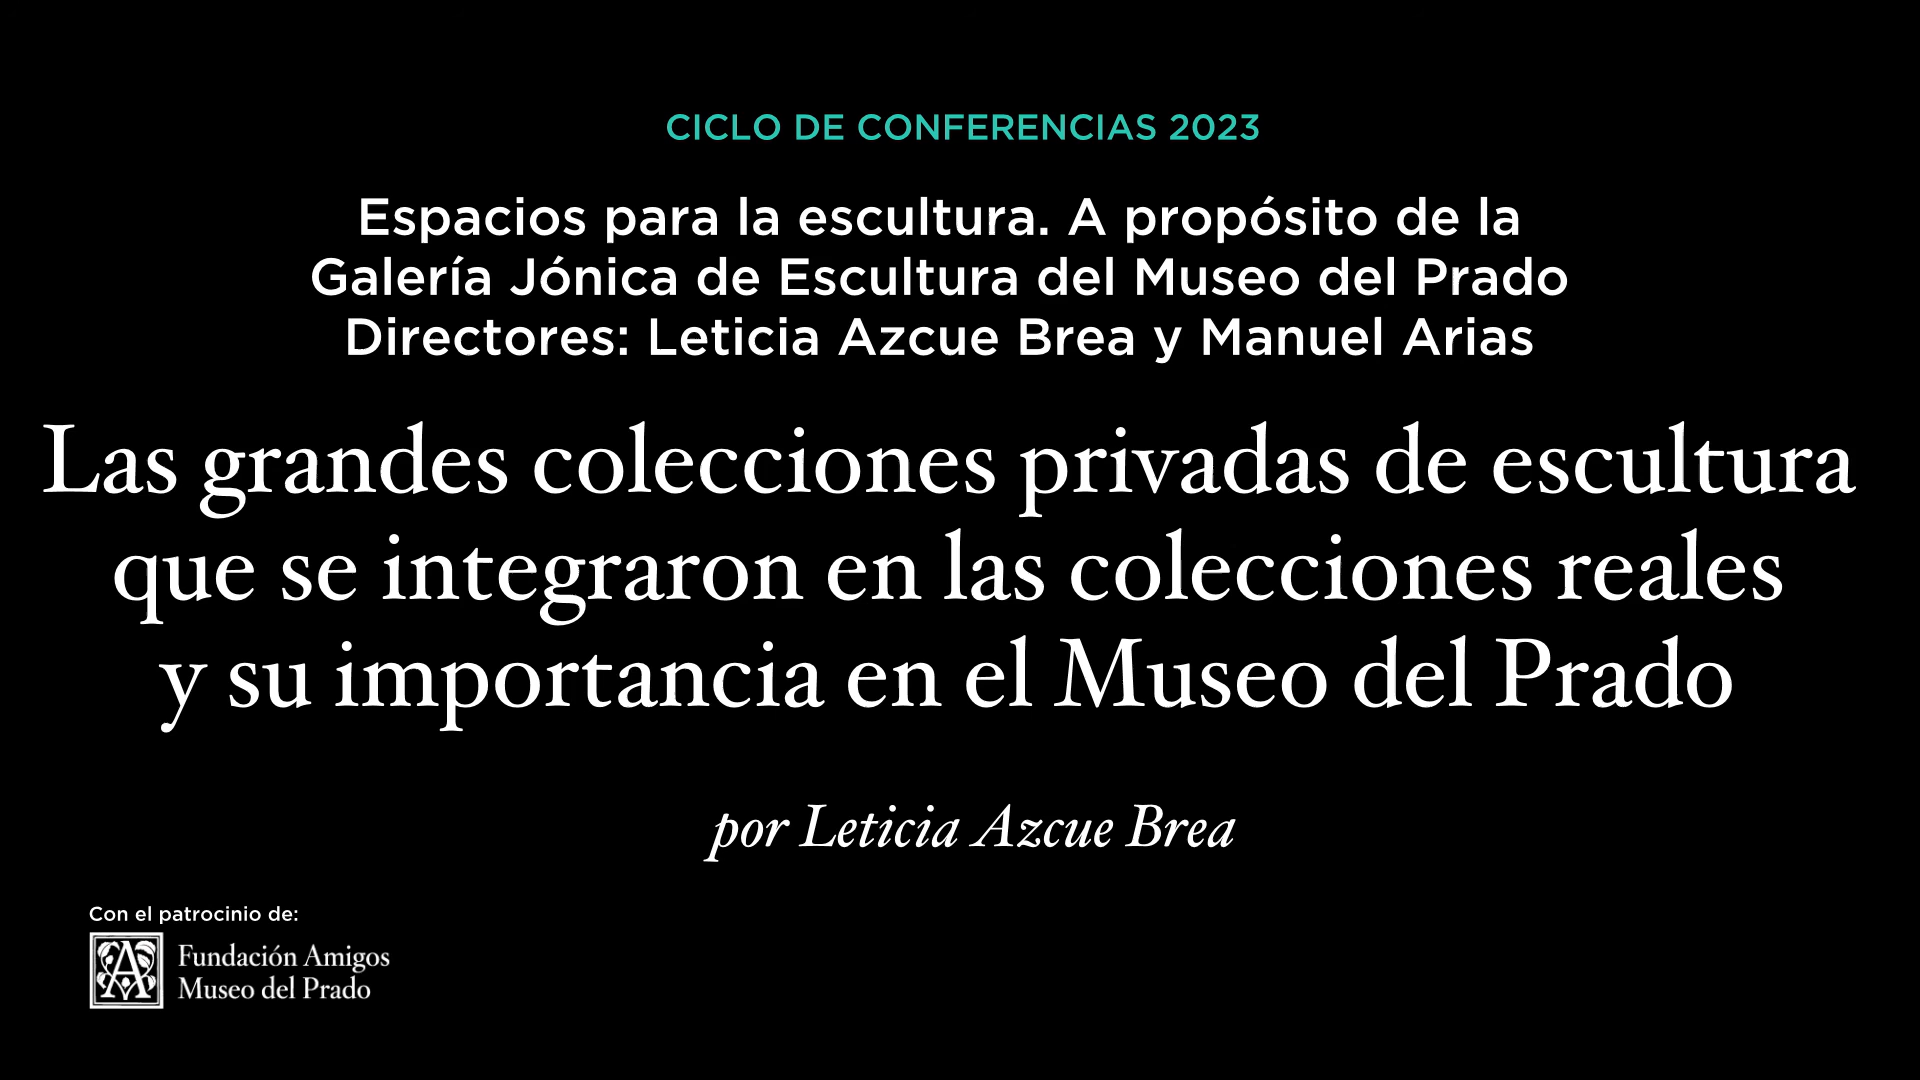 CICLO DE CONFERENCIAS 2023
Espacios para la escultura. A propósito de la
Galería Jónica de Escultura del Museo del Prado
Directores: Leticia Azcue Brea y Manuel Arias
Las grandes colecciones privadas de escultura
que se integraron en las colecciones reales
y su importancia en el Museo del Prado
por Leticia Azcue Brea
Con el patrocinio de:
A
Fundación Amigos
Museo del Prado